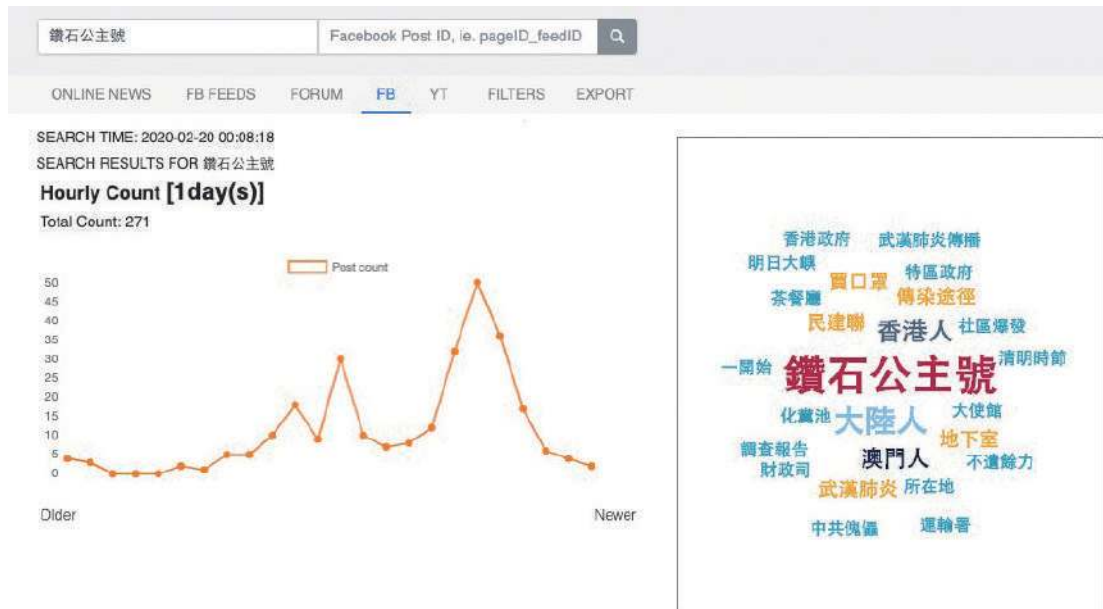 鑽石公主號 Facebook Post ID, ie. pageID_feedID
ONLINE NEWS FB FEEDS FORUM FB YT FILTERS EXPORT
SEARCH TIME: 2020-02-20 00:08:18
SEARCH RESULTS FOR 鑽石公主號
Hourly Count [1day(s)]
Total Count: 271
Post count
50
45
40
35
30
25
20
15
10
5
0
Older Newer
香港政府 武漢肺炎傳播
明日大嶼 買口罩 特區政府
茶餐廳 傳染途徑
民建聯 香港人 社區爆發
一開始 鑽石公主號 清明時節
化糞池 大陸人 大使館
調查報告 地下室
財政司 澳門人 不遺餘力
武漢肺炎 所在地
中共傀儡 運輸署